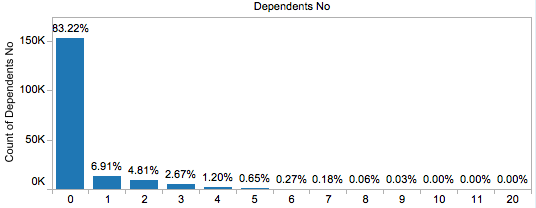 Dependents No
Count of Dependents No
150K
100K
50K
0K
83.22%
6.91%
4.81%
2.67%
1.20%
0.65%
0.27%
0.18%
0.06%
0.03%
0.00%
0.00%
0.00%
0 1 2 3 4 5 6 7 8 9 10 11 20